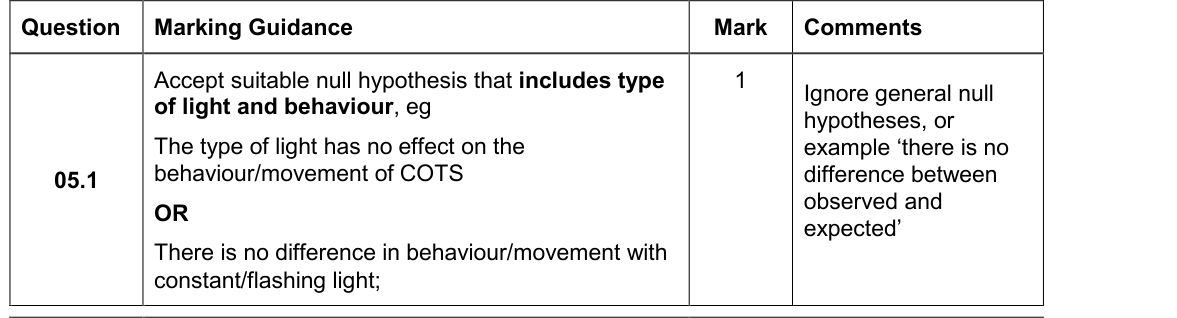 Question Marking Guidance Mark Comments
Accept suitable null hypothesis that includes type
of light and behaviour, eg
The type of light has no effect on the
behaviour/movement of COTS
OR
There is no difference in behaviour/movement with
constant/flashing light;
05.1
1
Ignore general null
hypotheses, or
example ‘there is no
difference between
observed and
expected’